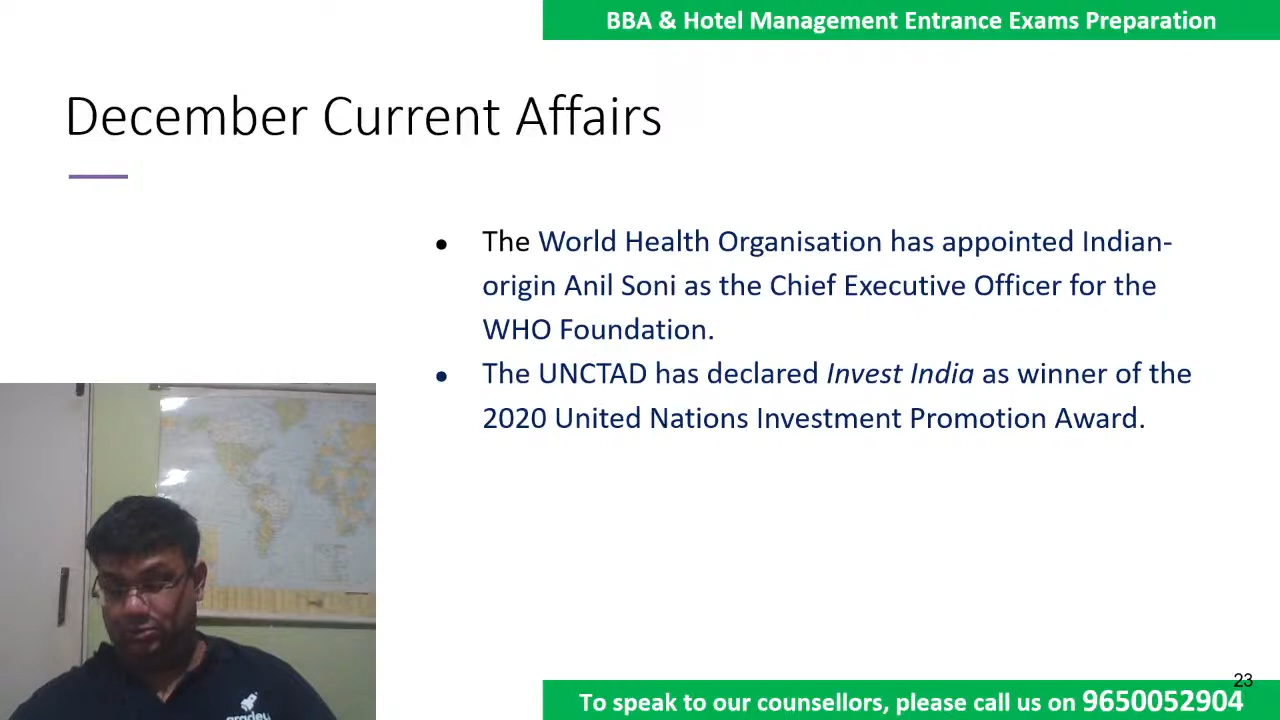 BBA & Hotel Management Entrance Exams Preparation
December Current Affairs
● The World Health Organisation has appointed Indian-
origin Anil Soni as the Chief Executive Officer for the
WHO Foundation.
● The UNCTAD has declared Invest India as winner of the
2020 United Nations Investment Promotion Award.
23
To speak to our counsellors, please call us on 9650052904